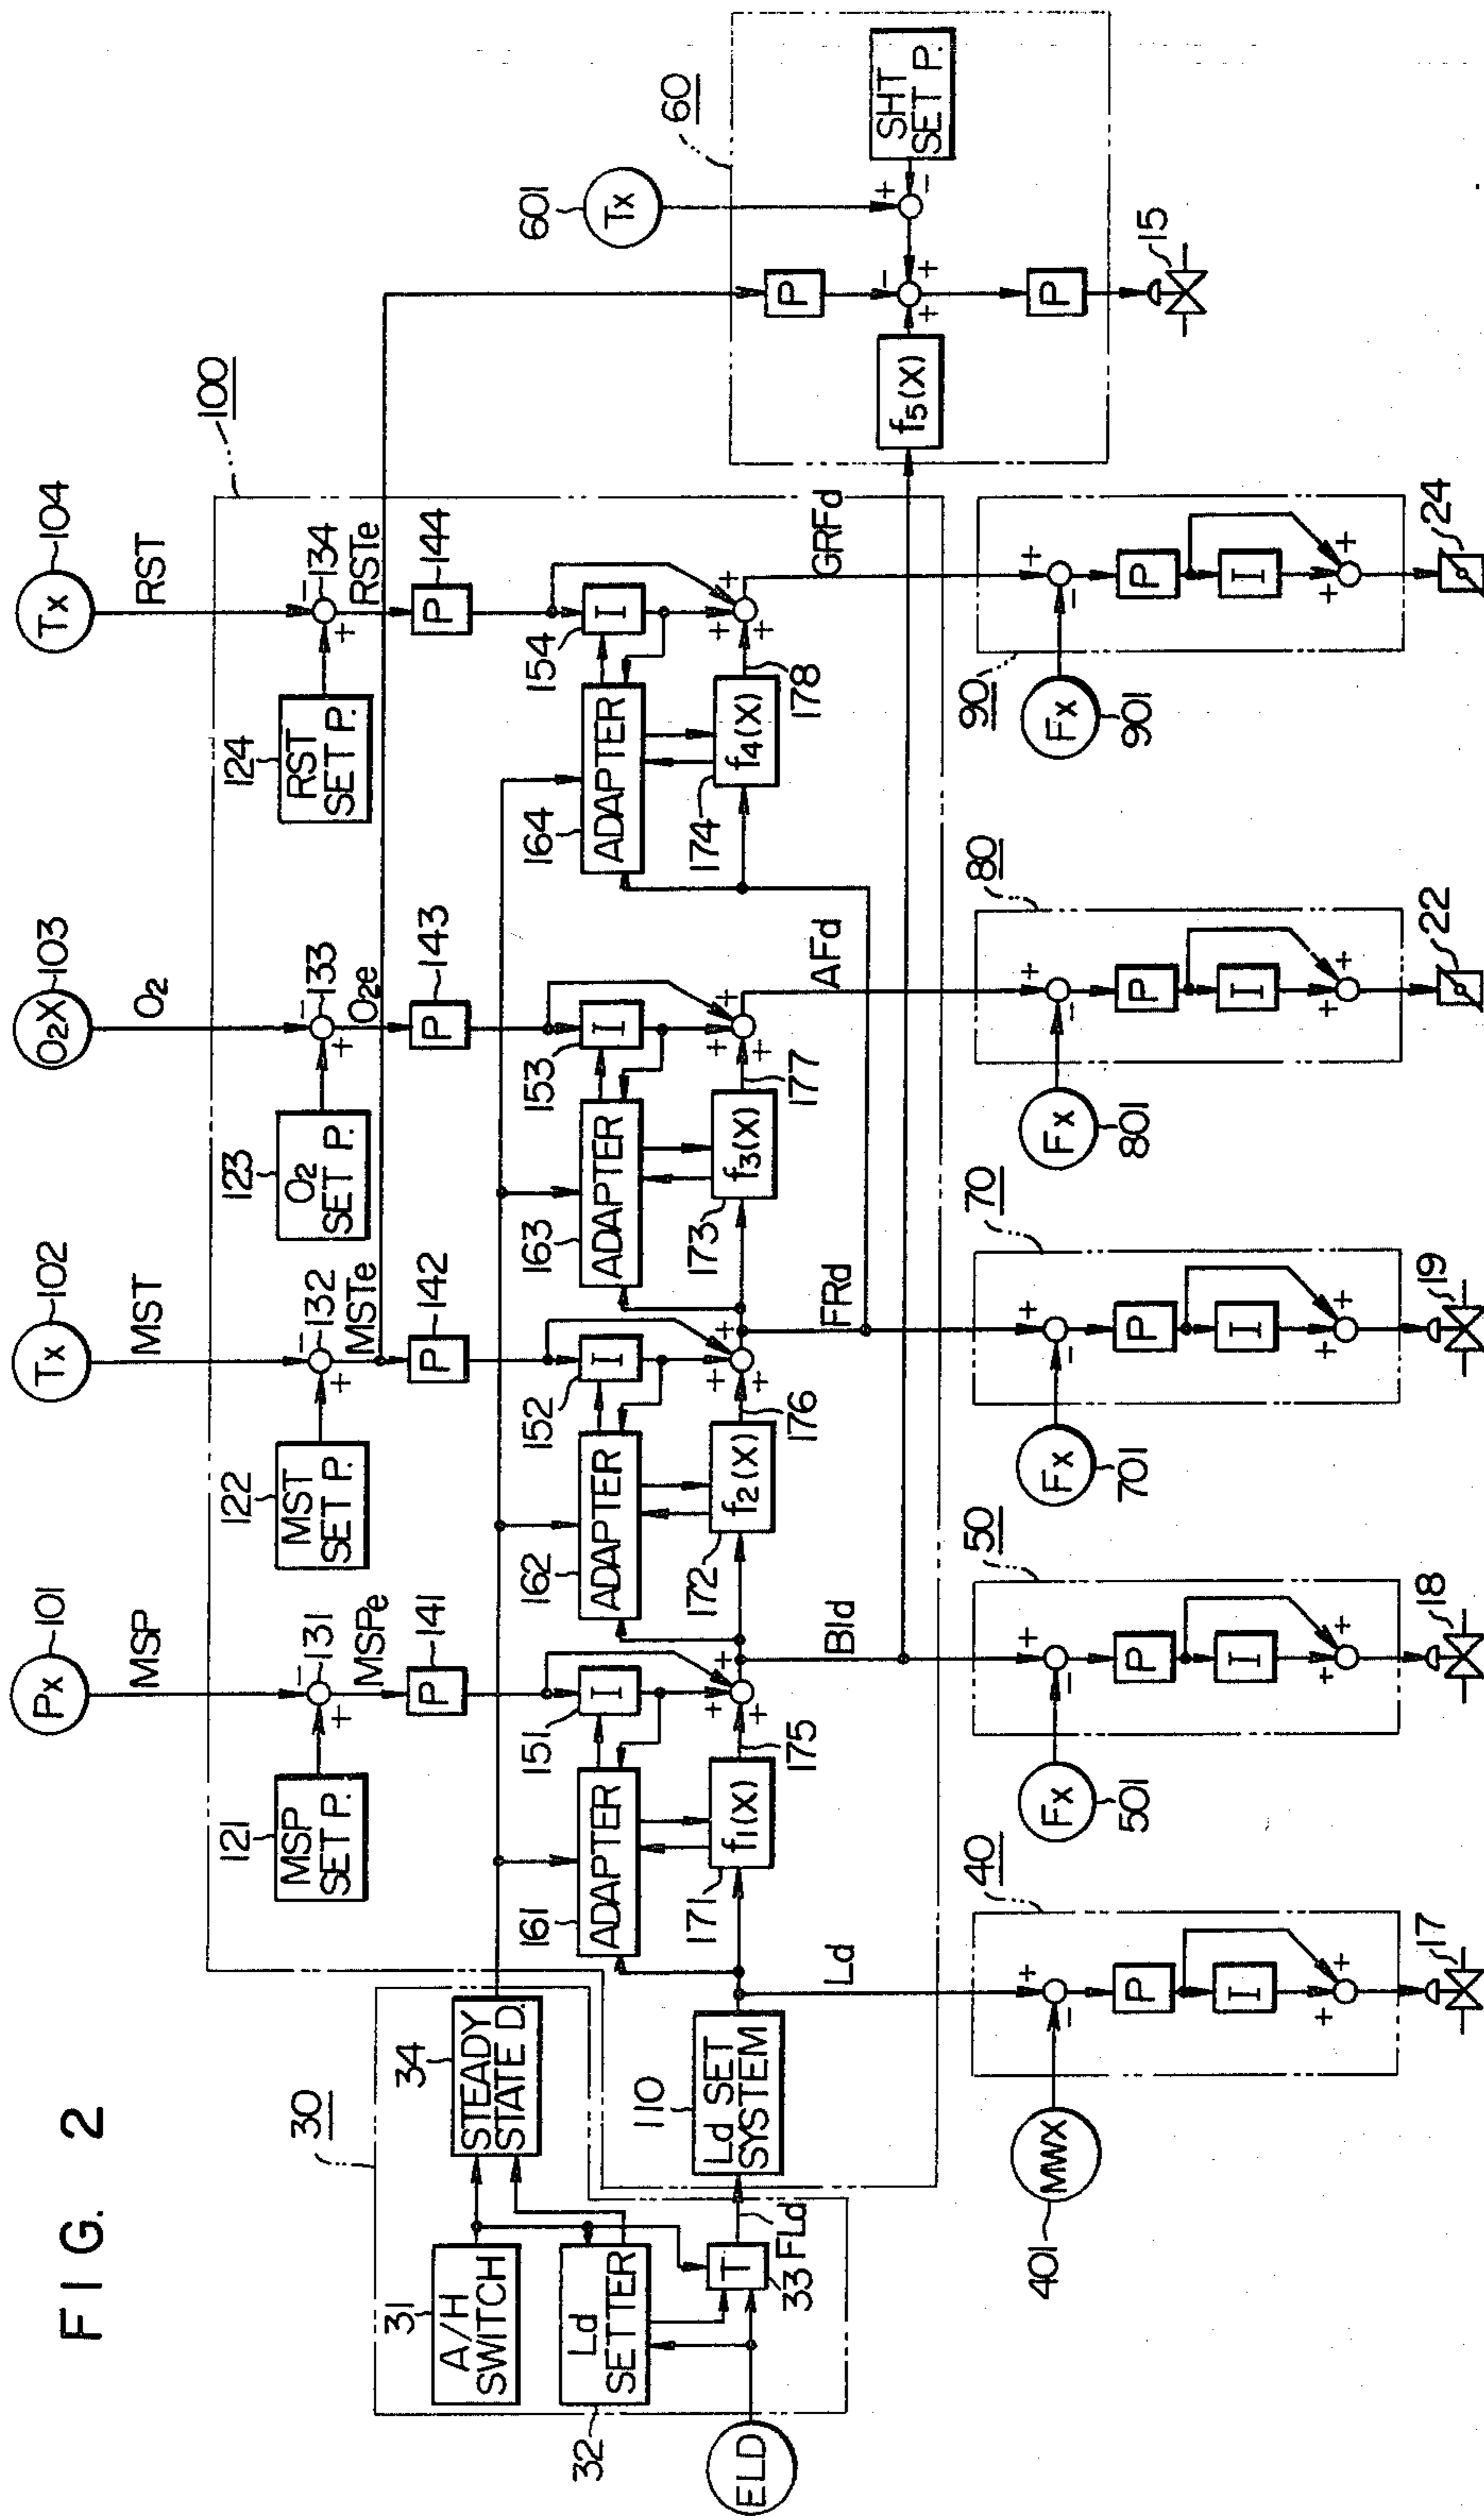 FIG. 2
Px
101
MSP
Tx
102
MST
O₂X
103
O₂
Tx
104
RST
100
121
MSP
SET P.
131
MSPe
122
MST
SET P.
132
MSTe
123
O₂
SET P.
133
O₂e
124
RST
SET P.
134
RSTe
P
141
P
142
P
143
P
144
30
31
A/H
SWITCH
34
STEADY
STATE D.
32
Ld
SETTER
T
33
FLd
ELD
110
Ld SET
SYSTEM
161
ADAPTER
151
I
171
f₁(X)
175
162
ADAPTER
152
I
172
f₂(X)
176
163
ADAPTER
153
I
173
f₃(X)
177
164
ADAPTER
154
I
174
f₄(X)
178
Ld
BId
FRd
AFd
GRFd
601
Tx
60
P
SHT
SET P.
f₅(X)
P
15
40
MWX
401
P
I
17
50
Fx
501
P
I
18
70
Fx
701
P
I
19
80
Fx
801
P
I
22
90
Fx
901
P
I
24